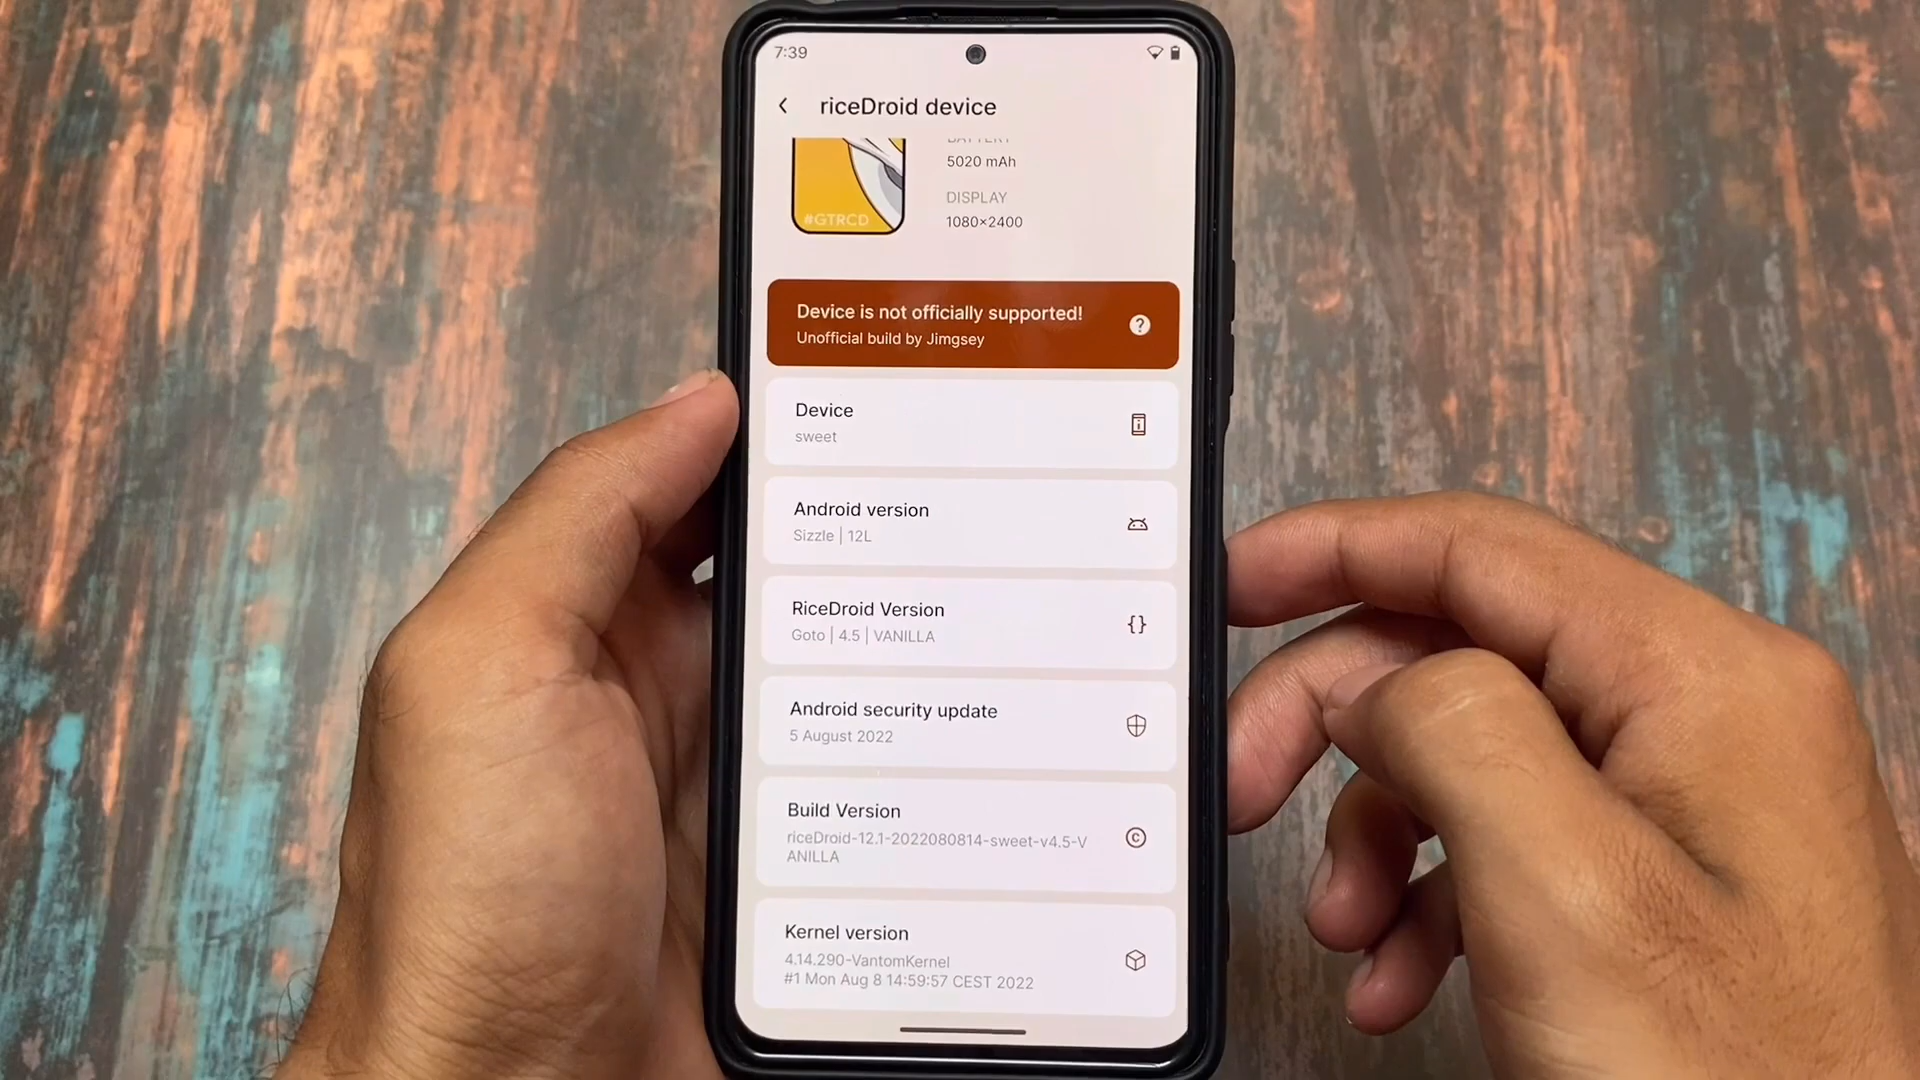 7:39
riceDroid device
BATTERY
5020 mAh
#GTRCD
DISPLAY
1080×2400
Device is not officially supported!
Unofficial build by Jimgsey
Device
sweet
Android version
Sizzle | 12L
RiceDroid Version
Goto | 4.5 | VANILLA
Android security update
5 August 2022
Build Version
riceDroid-12.1-2022080814-sweet-v4.5-V
ANILLA
Kernel version
4.14.290-VantomKernel
#1 Mon Aug 8 14:59:57 CEST 2022